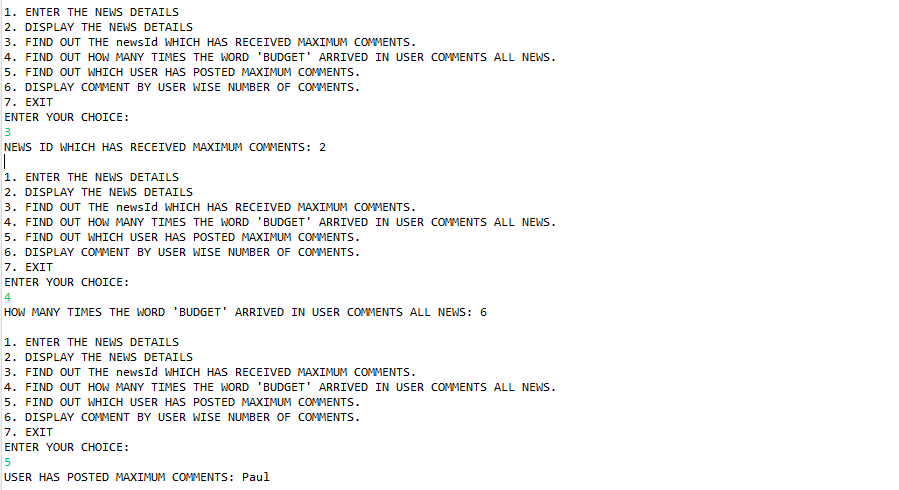 1. ENTER THE NEWS DETAILS
2. DISPLAY THE NEWS DETAILS
3. FIND OUT THE newsId WHICH HAS RECEIVED MAXIMUM COMMENTS.
4. FIND OUT HOW MANY TIMES THE WORD 'BUDGET' ARRIVED IN USER COMMENTS ALL NEWS.
5. FIND OUT WHICH USER HAS POSTED MAXIMUM COMMENTS.
6. DISPLAY COMMENT BY USER WISE NUMBER OF COMMENTS.
7. EXIT
ENTER YOUR CHOICE:
3
NEWS ID WHICH HAS RECEIVED MAXIMUM COMMENTS: 2
1. ENTER THE NEWS DETAILS
2. DISPLAY THE NEWS DETAILS
3. FIND OUT THE newsId WHICH HAS RECEIVED MAXIMUM COMMENTS.
4. FIND OUT HOW MANY TIMES THE WORD 'BUDGET' ARRIVED IN USER COMMENTS ALL NEWS.
5. FIND OUT WHICH USER HAS POSTED MAXIMUM COMMENTS.
6. DISPLAY COMMENT BY USER WISE NUMBER OF COMMENTS.
7. EXIT
ENTER YOUR CHOICE:
4
HOW MANY TIMES THE WORD 'BUDGET' ARRIVED IN USER COMMENTS ALL NEWS: 6
1. ENTER THE NEWS DETAILS
2. DISPLAY THE NEWS DETAILS
3. FIND OUT THE newsId WHICH HAS RECEIVED MAXIMUM COMMENTS.
4. FIND OUT HOW MANY TIMES THE WORD 'BUDGET' ARRIVED IN USER COMMENTS ALL NEWS.
5. FIND OUT WHICH USER HAS POSTED MAXIMUM COMMENTS.
6. DISPLAY COMMENT BY USER WISE NUMBER OF COMMENTS.
7. EXIT
ENTER YOUR CHOICE:
5
USER HAS POSTED MAXIMUM COMMENTS: Paul